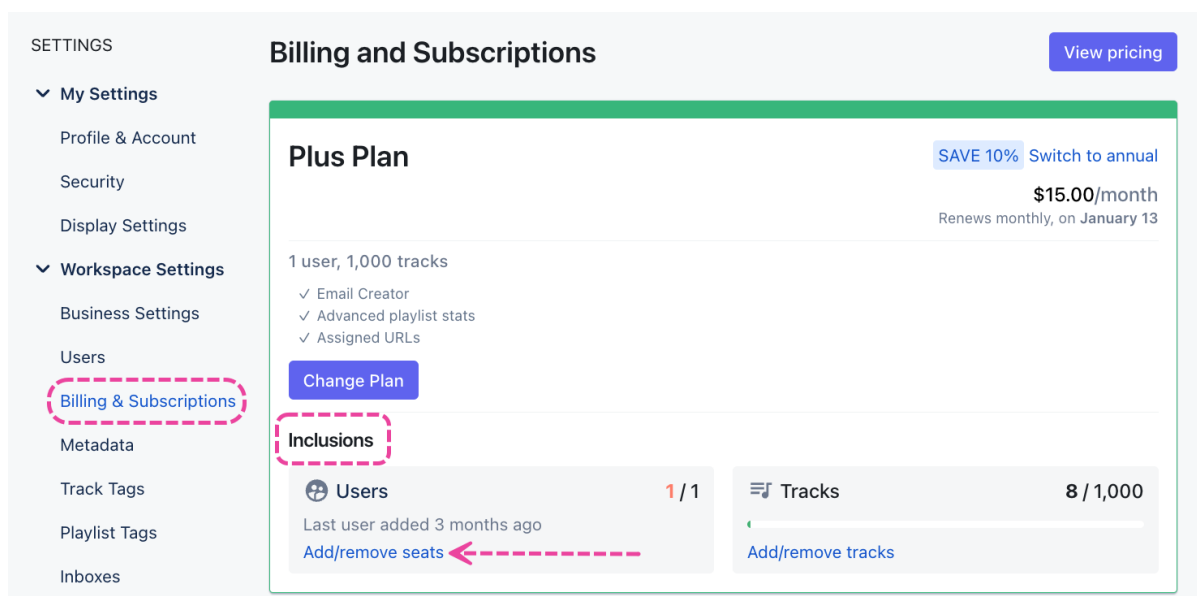 SETTINGS
My Settings
Profile & Account
Security
Display Settings
Workspace Settings
Business Settings
Users
Billing & Subscriptions
Metadata
Track Tags
Playlist Tags
Inboxes
Billing and Subscriptions
View pricing
Plus Plan
SAVE 10% Switch to annual
$15.00/month
Renews monthly, on January 13
1 user, 1,000 tracks
Email Creator
Advanced playlist stats
Assigned URLs
Change Plan
Inclusions
Users 1 / 1
Last user added 3 months ago
Add/remove seats
Tracks 8 / 1,000
Add/remove tracks